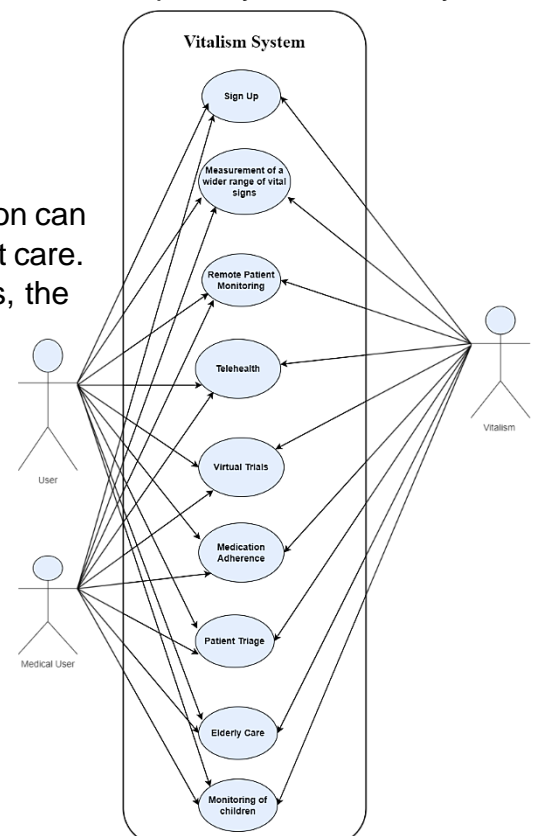 Vitalism System
Sign Up
Measurement of a
wider range of vital
signs
on can
t care.
s, the
Remote Patient
Monitoring
Telehealth
Vitalism
User
Virtual Trials
Medication
Adherence
Patient Triage
Medical User
Elderly Care
Monitoring of
children